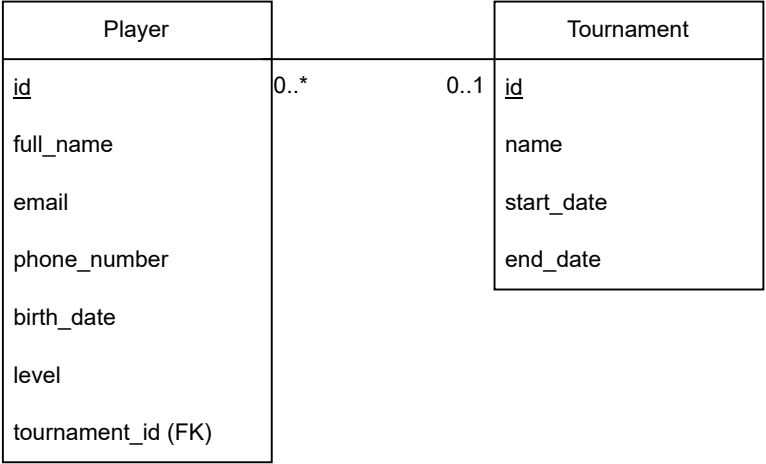 Player
id
full_name
email
phone_number
birth_date
level
tournament_id (FK)
0..*
0..1
Tournament
id
name
start_date
end_date